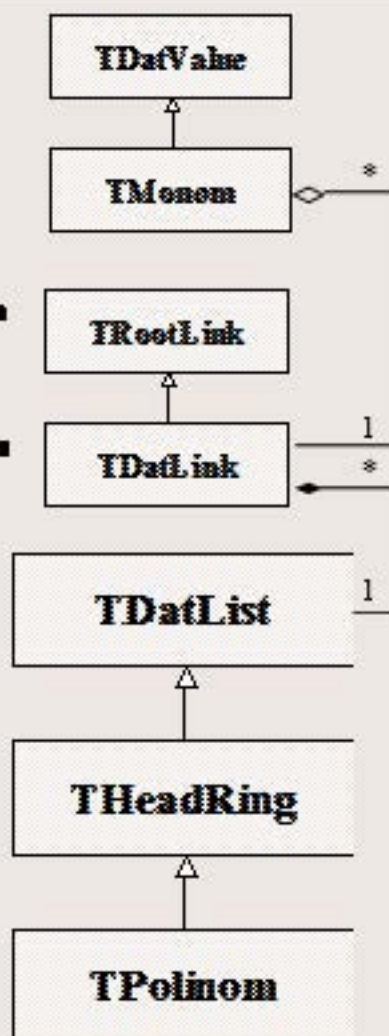 TDatValue
TMonom
*
TRootLink
TDatLink
1
*
TDatList
1
THeadRing
TPolinom